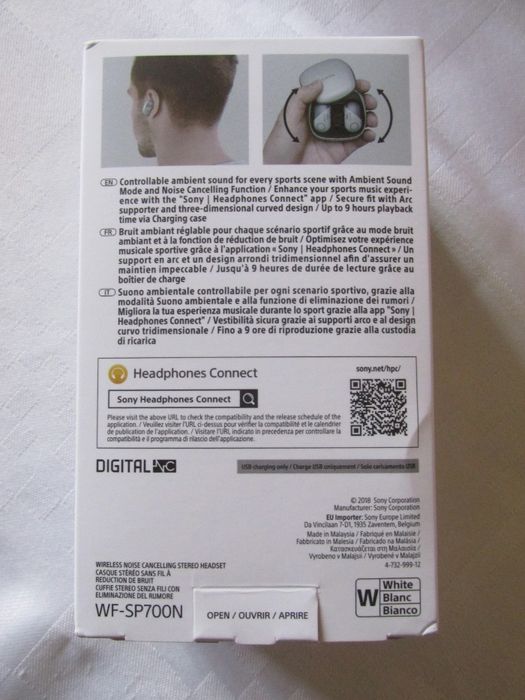 EN Controllable ambient sound for every sports scene with Ambient Sound
Mode and Noise Cancelling Function / Enhance your sports music experi-
ence with the "Sony | Headphones Connect" app / Secure fit with Arc
supporter and three-dimensional curved design / Up to 9 hours playback
time via Charging case
FR Bruit ambiant réglable pour chaque scénario sportif grâce au mode bruit
ambiant et à la fonction de réduction de bruit / Optimisez votre expérience
musicale sportive grâce à l'application « Sony | Headphones Connect » / Un
support en arc et un design arrondi tridimensionnel afin d'assurer un
maintien impeccable / Jusqu'à 9 heures de durée de lecture grâce au
boîtier de charge
IT Suono ambientale controllabile per ogni scenario sportivo, grazie alla
modalità Suono ambientale e alla funzione di eliminazione dei rumori /
Migliora la tua esperienza musicale durante lo sport grazie alla app "Sony |
Headphones Connect" / Vestibilità sicura grazie ai supporti arco e al design
curvo tridimensionale / Fino a 9 ore di riproduzione grazie alla custodia
di ricarica
Headphones Connect
sony.net/hpc/
Sony Headphones Connect
Please visit the above URL to check the compatibility and the release schedule of the
application. / Veuillez visiter l'URL ci-dessus pour vérifier la compatibilité et le calendrier
de publication de l'application. / Visitare l'URL indicato in precedenza per controllare la
compatibilità e il programma di rilascio dell'applicazione.
DIGITAL NC
USB charging only / Charge USB uniquement / Solo caricamento USB
© 2018 Sony Corporation
Manufacturer: Sony Corporation
EU Importer: Sony Europe Limited
Da Vincilaan 7-D1, 1935 Zaventem, Belgium
Made in Malaysia / Fabriqué en Malaisie /
Fabbricato in Malesia / Fabricado na Malásia /
Κατασκευάζεται στη Μαλαισία /
Vyrobeno v Malajsii / Vyrobené v Malajzii
4-732-999-12
WIRELESS NOISE CANCELLING STEREO HEADSET
CASQUE STÉRÉO SANS FIL À
RÉDUCTION DE BRUIT
CUFFIE STEREO SENZA FILI CON
ELIMINAZIONE DEL RUMORE
WF-SP700N
OPEN / OUVRIR / APRIRE
W
White
Blanc
Bianco